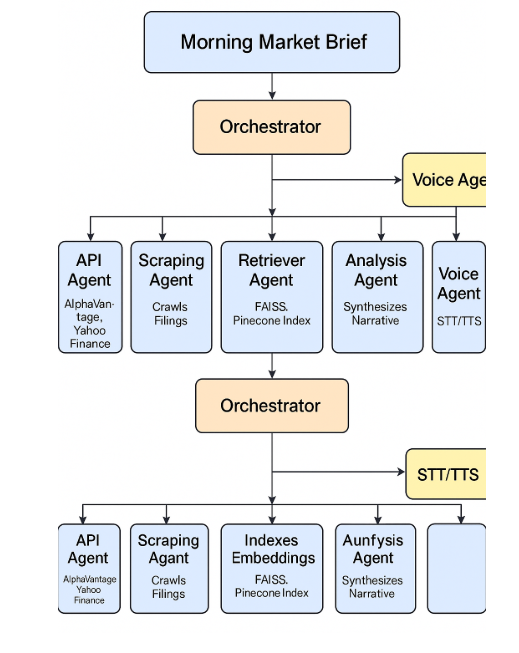 Morning Market Brief
Orchestrator
Voice Age
API
Agent
AlphaVan-
tage,
Yahoo
Finance
Scraping
Agent
Crawls
Filings
Retriever
Agent
FAISS.
Pinecone Index
Analysis
Agent
Synthesizes
Narrative
Voice
Agent
STT/TTS
Orchestrator
STT/TTS
API
Agent
AlphaVantage
Yahoo
Finance
Scraping
Agant
Crawls
Filings
Indexes
Embeddings
FAISS.
Pinecone Index
Aunfysis
Agent
Synthesizes
Narrative